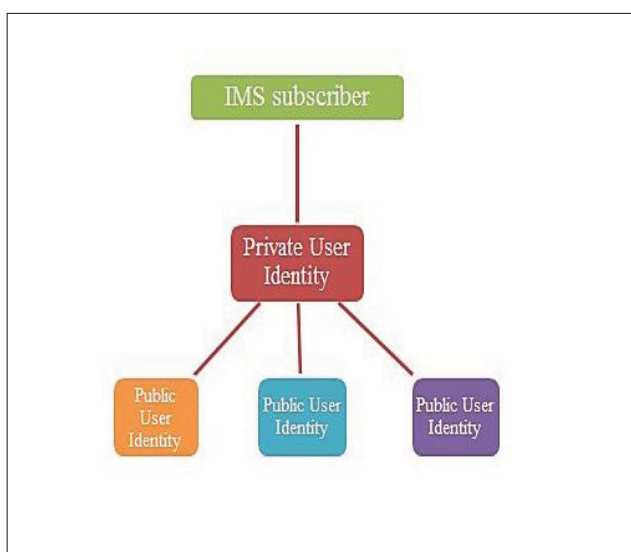 IMS subscriber
Private User
Identity
Public
User
Identity
Public User
Identity
Public User
Identity